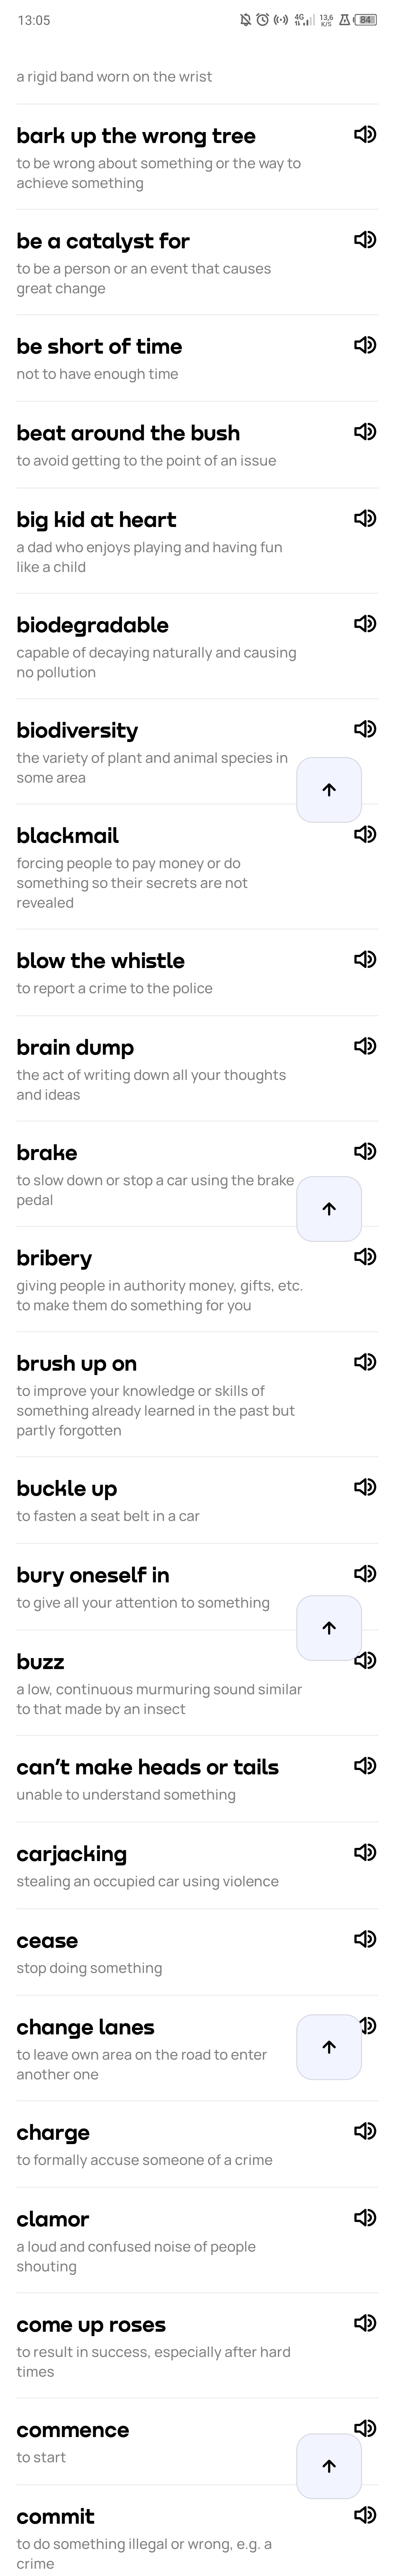 13:05
4G
13,6
K/S
84
a rigid band worn on the wrist
bark up the wrong tree
to be wrong about something or the way to
achieve something
be a catalyst for
to be a person or an event that causes
great change
be short of time
not to have enough time
beat around the bush
to avoid getting to the point of an issue
big kid at heart
a dad who enjoys playing and having fun
like a child
biodegradable
capable of decaying naturally and causing
no pollution
biodiversity
the variety of plant and animal species in
some area
blackmail
forcing people to pay money or do
something so their secrets are not
revealed
blow the whistle
to report a crime to the police
brain dump
the act of writing down all your thoughts
and ideas
brake
to slow down or stop a car using the brake
pedal
bribery
giving people in authority money, gifts, etc.
to make them do something for you
brush up on
to improve your knowledge or skills of
something already learned in the past but
partly forgotten
buckle up
to fasten a seat belt in a car
bury oneself in
to give all your attention to something
buzz
a low, continuous murmuring sound similar
to that made by an insect
can't make heads or tails
unable to understand something
carjacking
stealing an occupied car using violence
cease
stop doing something
change lanes
to leave own area on the road to enter
another one
charge
to formally accuse someone of a crime
clamor
a loud and confused noise of people
shouting
come up roses
to result in success, especially after hard
times
commence
to start
commit
to do something illegal or wrong, e.g. a
crime